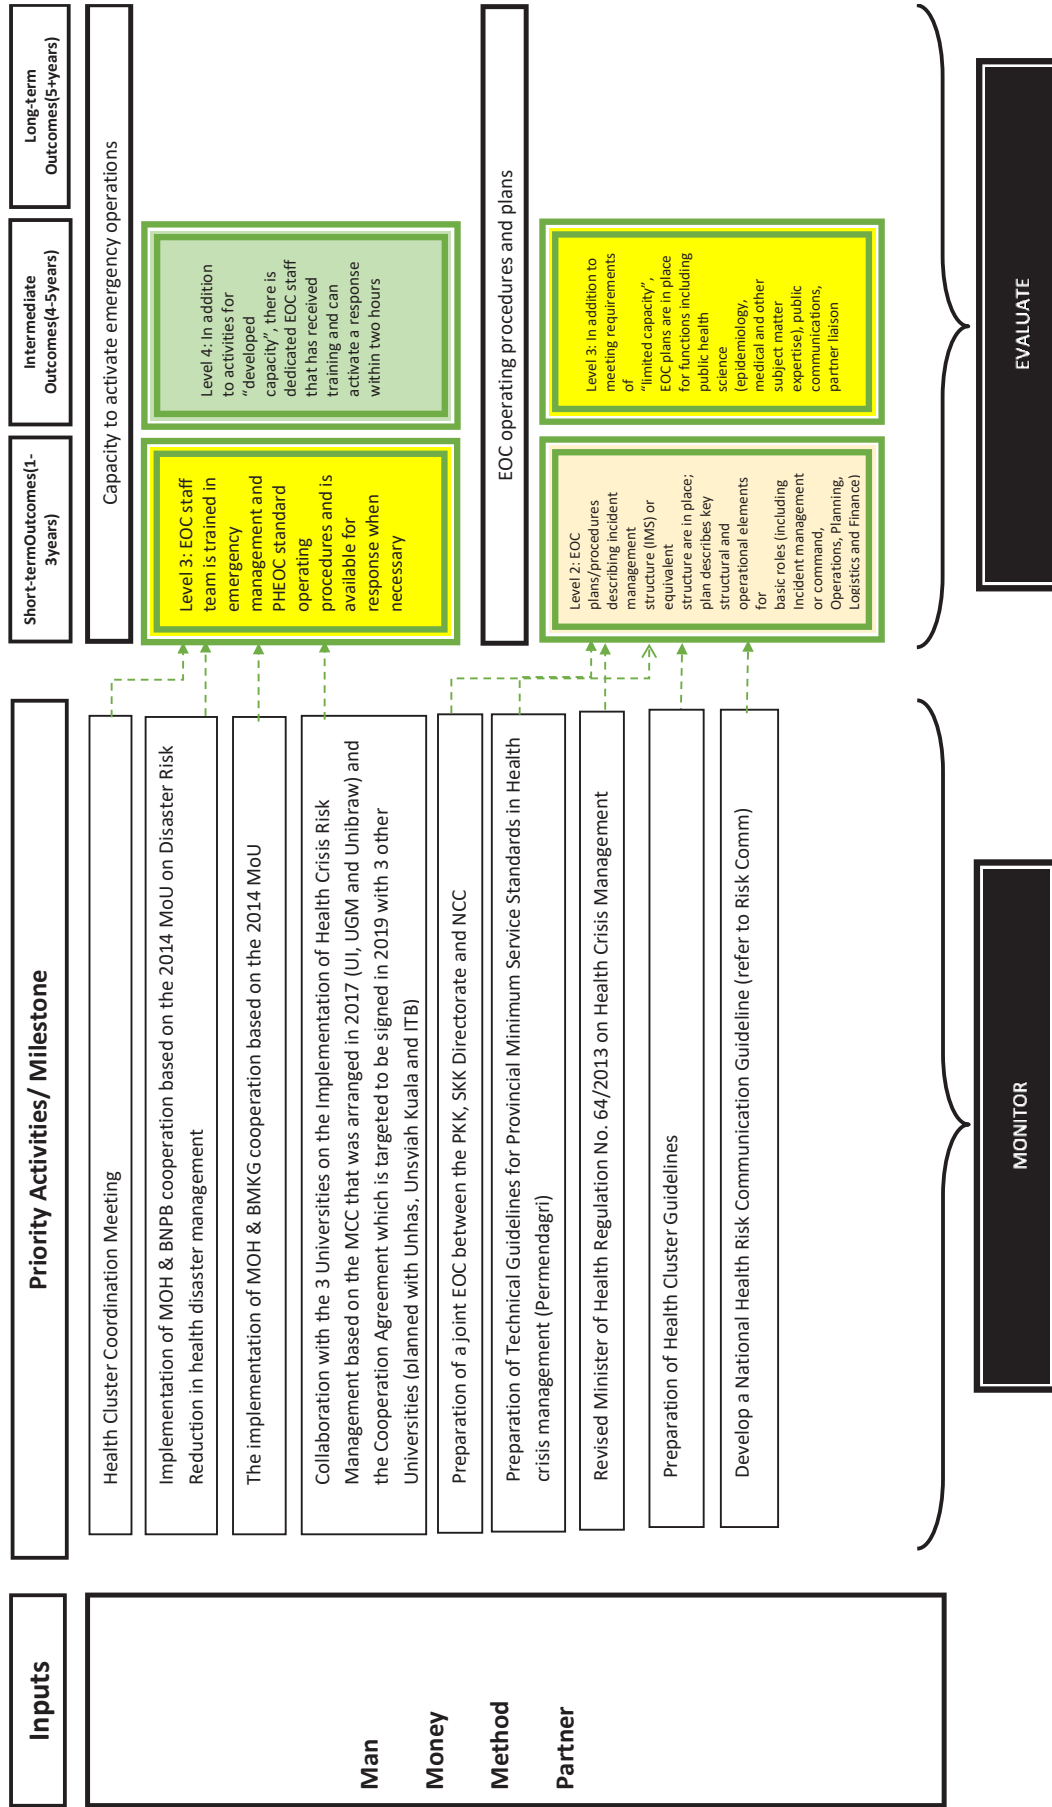 Inputs
Man
Money
Method
Partner
Priority Activities/ Milestone
Health Cluster Coordination Meeting
Implementation of MOH & BNPB cooperation based on the 2014 MoU on Disaster Risk
Reduction in health disaster management
The implementation of MOH & BMKG cooperation based on the 2014 MoU
Collaboration with the 3 Universities on the Implementation of Health Crisis Risk
Management based on the MCC that was arranged in 2017 (UI, UGM and Unibraw) and
the Cooperation Agreement which is targeted to be signed in 2019 with 3 other
Universities (planned with Unhas, Unsviah Kuala and ITB)
Preparation of a joint EOC between the PKK, SKK Directorate and NCC
Preparation of Technical Guidelines for Provincial Minimum Service Standards in Health
crisis management (Permendagri)
Revised Minister of Health Regulation No. 64/2013 on Health Crisis Management
Preparation of Health Cluster Guidelines
Develop a National Health Risk Communication Guideline (refer to Risk Comm)
MONITOR
Short-termOutcomes(1-
3years)
Intermediate
Outcomes(4-5years)
Long-term
Outcomes(5+years)
Capacity to activate emergency operations
Level 3: EOC staff
team is trained in
emergency
management and
PHEOC standard
operating
procedures and is
available for
response when
necessary
Level 4: In addition
to activities for
“developed
capacity”, there is
dedicated EOC staff
that has received
training and can
activate a response
within two hours
EOC operating procedures and plans
Level 2: EOC
plans/procedures
describing incident
management
structure (IMS) or
equivalent
structure are in place;
plan describes key
structural and
operational elements
for
basic roles (including
Incident management
or command,
Operations, Planning,
Logistics and Finance)
Level 3: In addition to
meeting requirements
of
“limited capacity”,
EOC plans are in place
for functions including
public health
science
(epidemiology,
medical and other
subject matter
expertise), public
communications,
partner liaison
EVALUATE